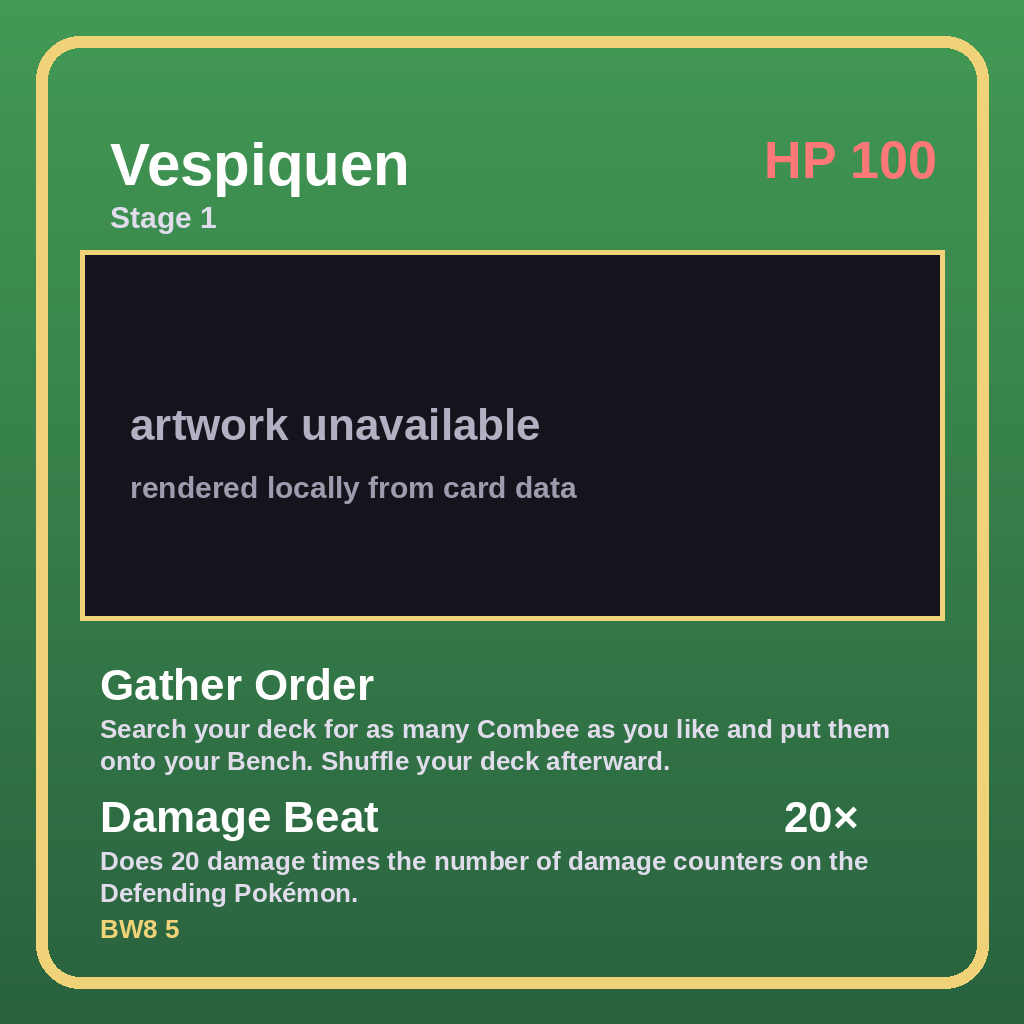 Vespiquen
HP 100
Stage 1
artwork unavailable
rendered locally from card data
Gather Order
Search your deck for as many Combee as you like and put them
onto your Bench. Shuffle your deck afterward.
Damage Beat 20×
Does 20 damage times the number of damage counters on the
Defending Pokémon.
BW8 5